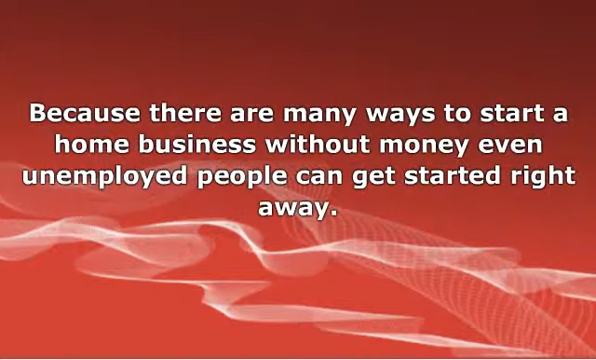 Because there are many ways to start a
home business without money even
unemployed people can get started right
away.